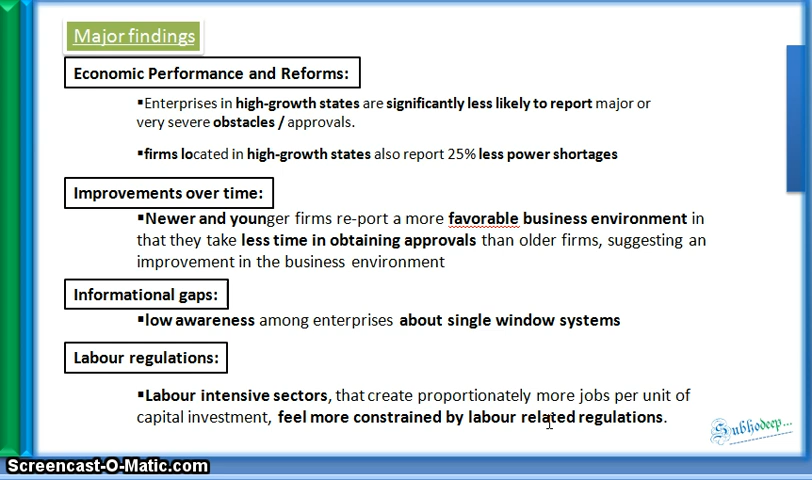 Major findings
Economic Performance and Reforms:
▪Enterprises in high-growth states are significantly less likely to report major or
very severe obstacles / approvals.
▪firms located in high-growth states also report 25% less power shortages
Improvements over time:
▪Newer and younger firms re-port a more favorable business environment in
that they take less time in obtaining approvals than older firms, suggesting an
improvement in the business environment
Informational gaps:
▪low awareness among enterprises about single window systems
Labour regulations:
▪Labour intensive sectors, that create proportionately more jobs per unit of
capital investment, feel more constrained by labour related regulations.
Subhodeep...
Screencast-O-Matic.com